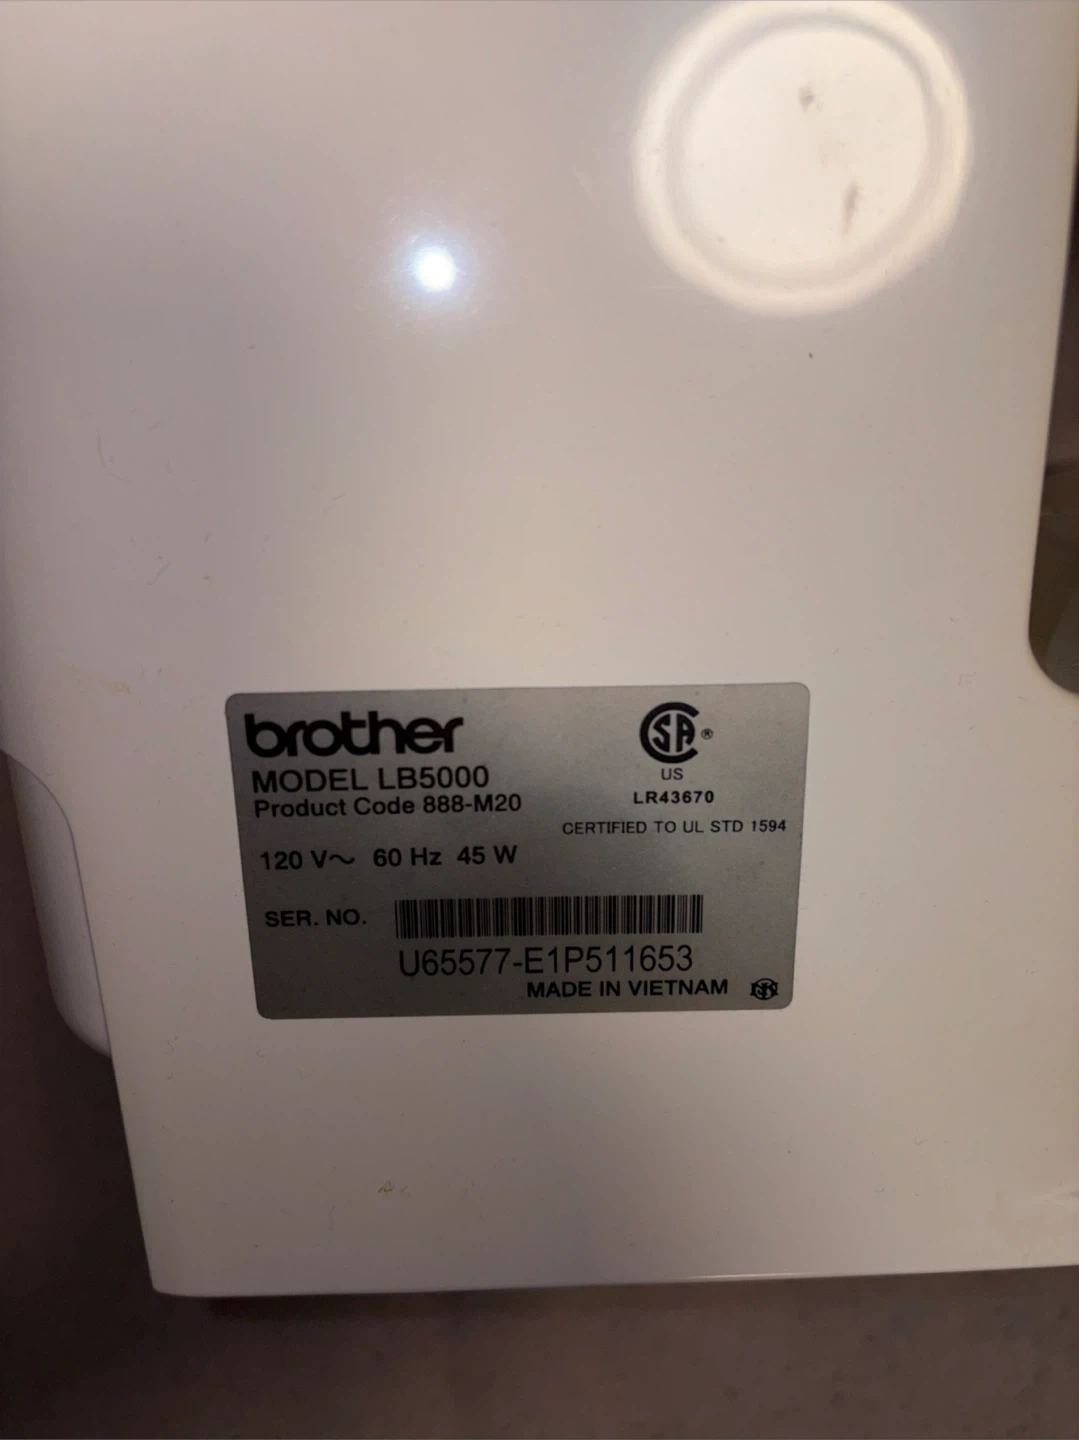 brother
MODEL LB5000
Product Code 888-M20
SA ®
US
LR43670
CERTIFIED TO UL STD 1594
120 V～ 60 Hz 45 W
SER. NO.
U65577-E1P511653
MADE IN VIETNAM